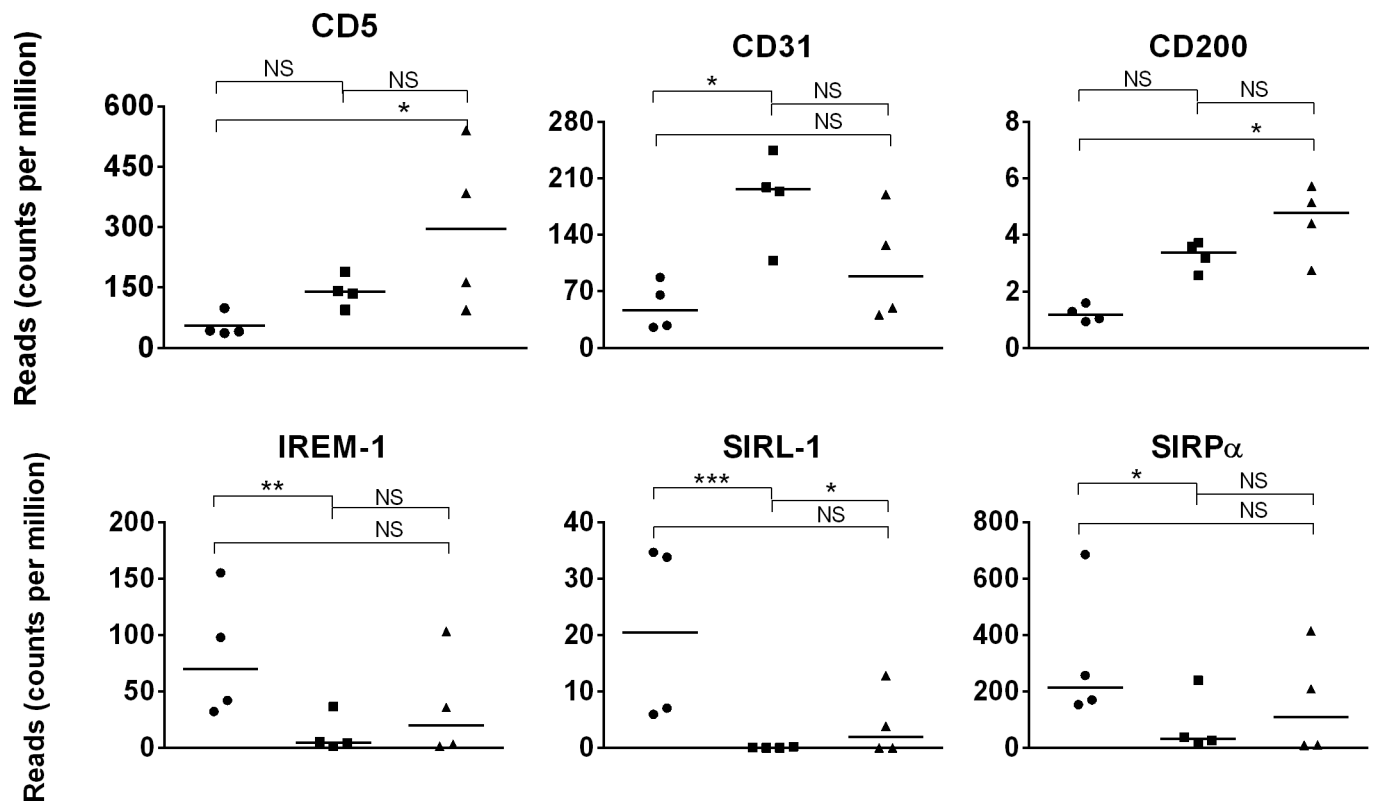 CD5
CD31
CD200
Reads (counts per million)
NS
NS
*
600
450
300
150
0
*
NS
NS
280
210
140
70
0
NS
NS
*
8
6
4
2
0
IREM-1
SIRL-1
SIRPα
Reads (counts per million)
**
NS
NS
200
150
100
50
0
***
*
NS
40
30
20
10
0
*
NS
NS
800
600
400
200
0